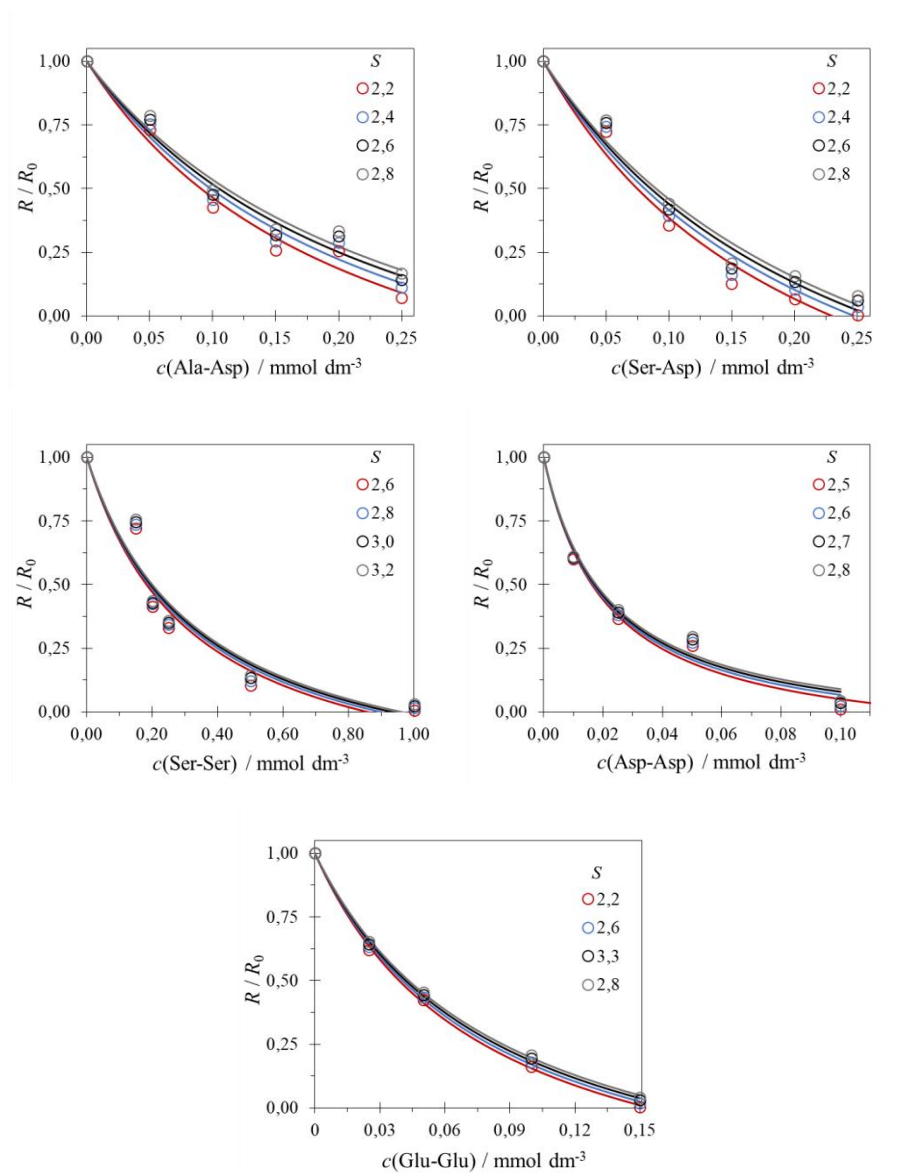 1,00
0,75
0,50
0,25
0,00
R / R0
S
2,2
2,4
2,6
2,8
0,00 0,05 0,10 0,15 0,20 0,25
c(Ala-Asp) / mmol dm-3
1,00
0,75
0,50
0,25
0,00
R / R0
S
2,2
2,4
2,6
2,8
0,00 0,05 0,10 0,15 0,20 0,25
c(Ser-Asp) / mmol dm-3
1,00
0,75
0,50
0,25
0,00
R / R0
S
2,6
2,8
3,0
3,2
0,00 0,20 0,40 0,60 0,80 1,00
c(Ser-Ser) / mmol dm-3
1,00
0,75
0,50
0,25
0,00
R / R0
S
2,5
2,6
2,7
2,8
0,00 0,02 0,04 0,06 0,08 0,10
c(Asp-Asp) / mmol dm-3
1,00
0,75
0,50
0,25
0,00
R / R0
S
2,2
2,6
3,3
2,8
0 0,03 0,06 0,09 0,12 0,15
c(Glu-Glu) / mmol dm-3